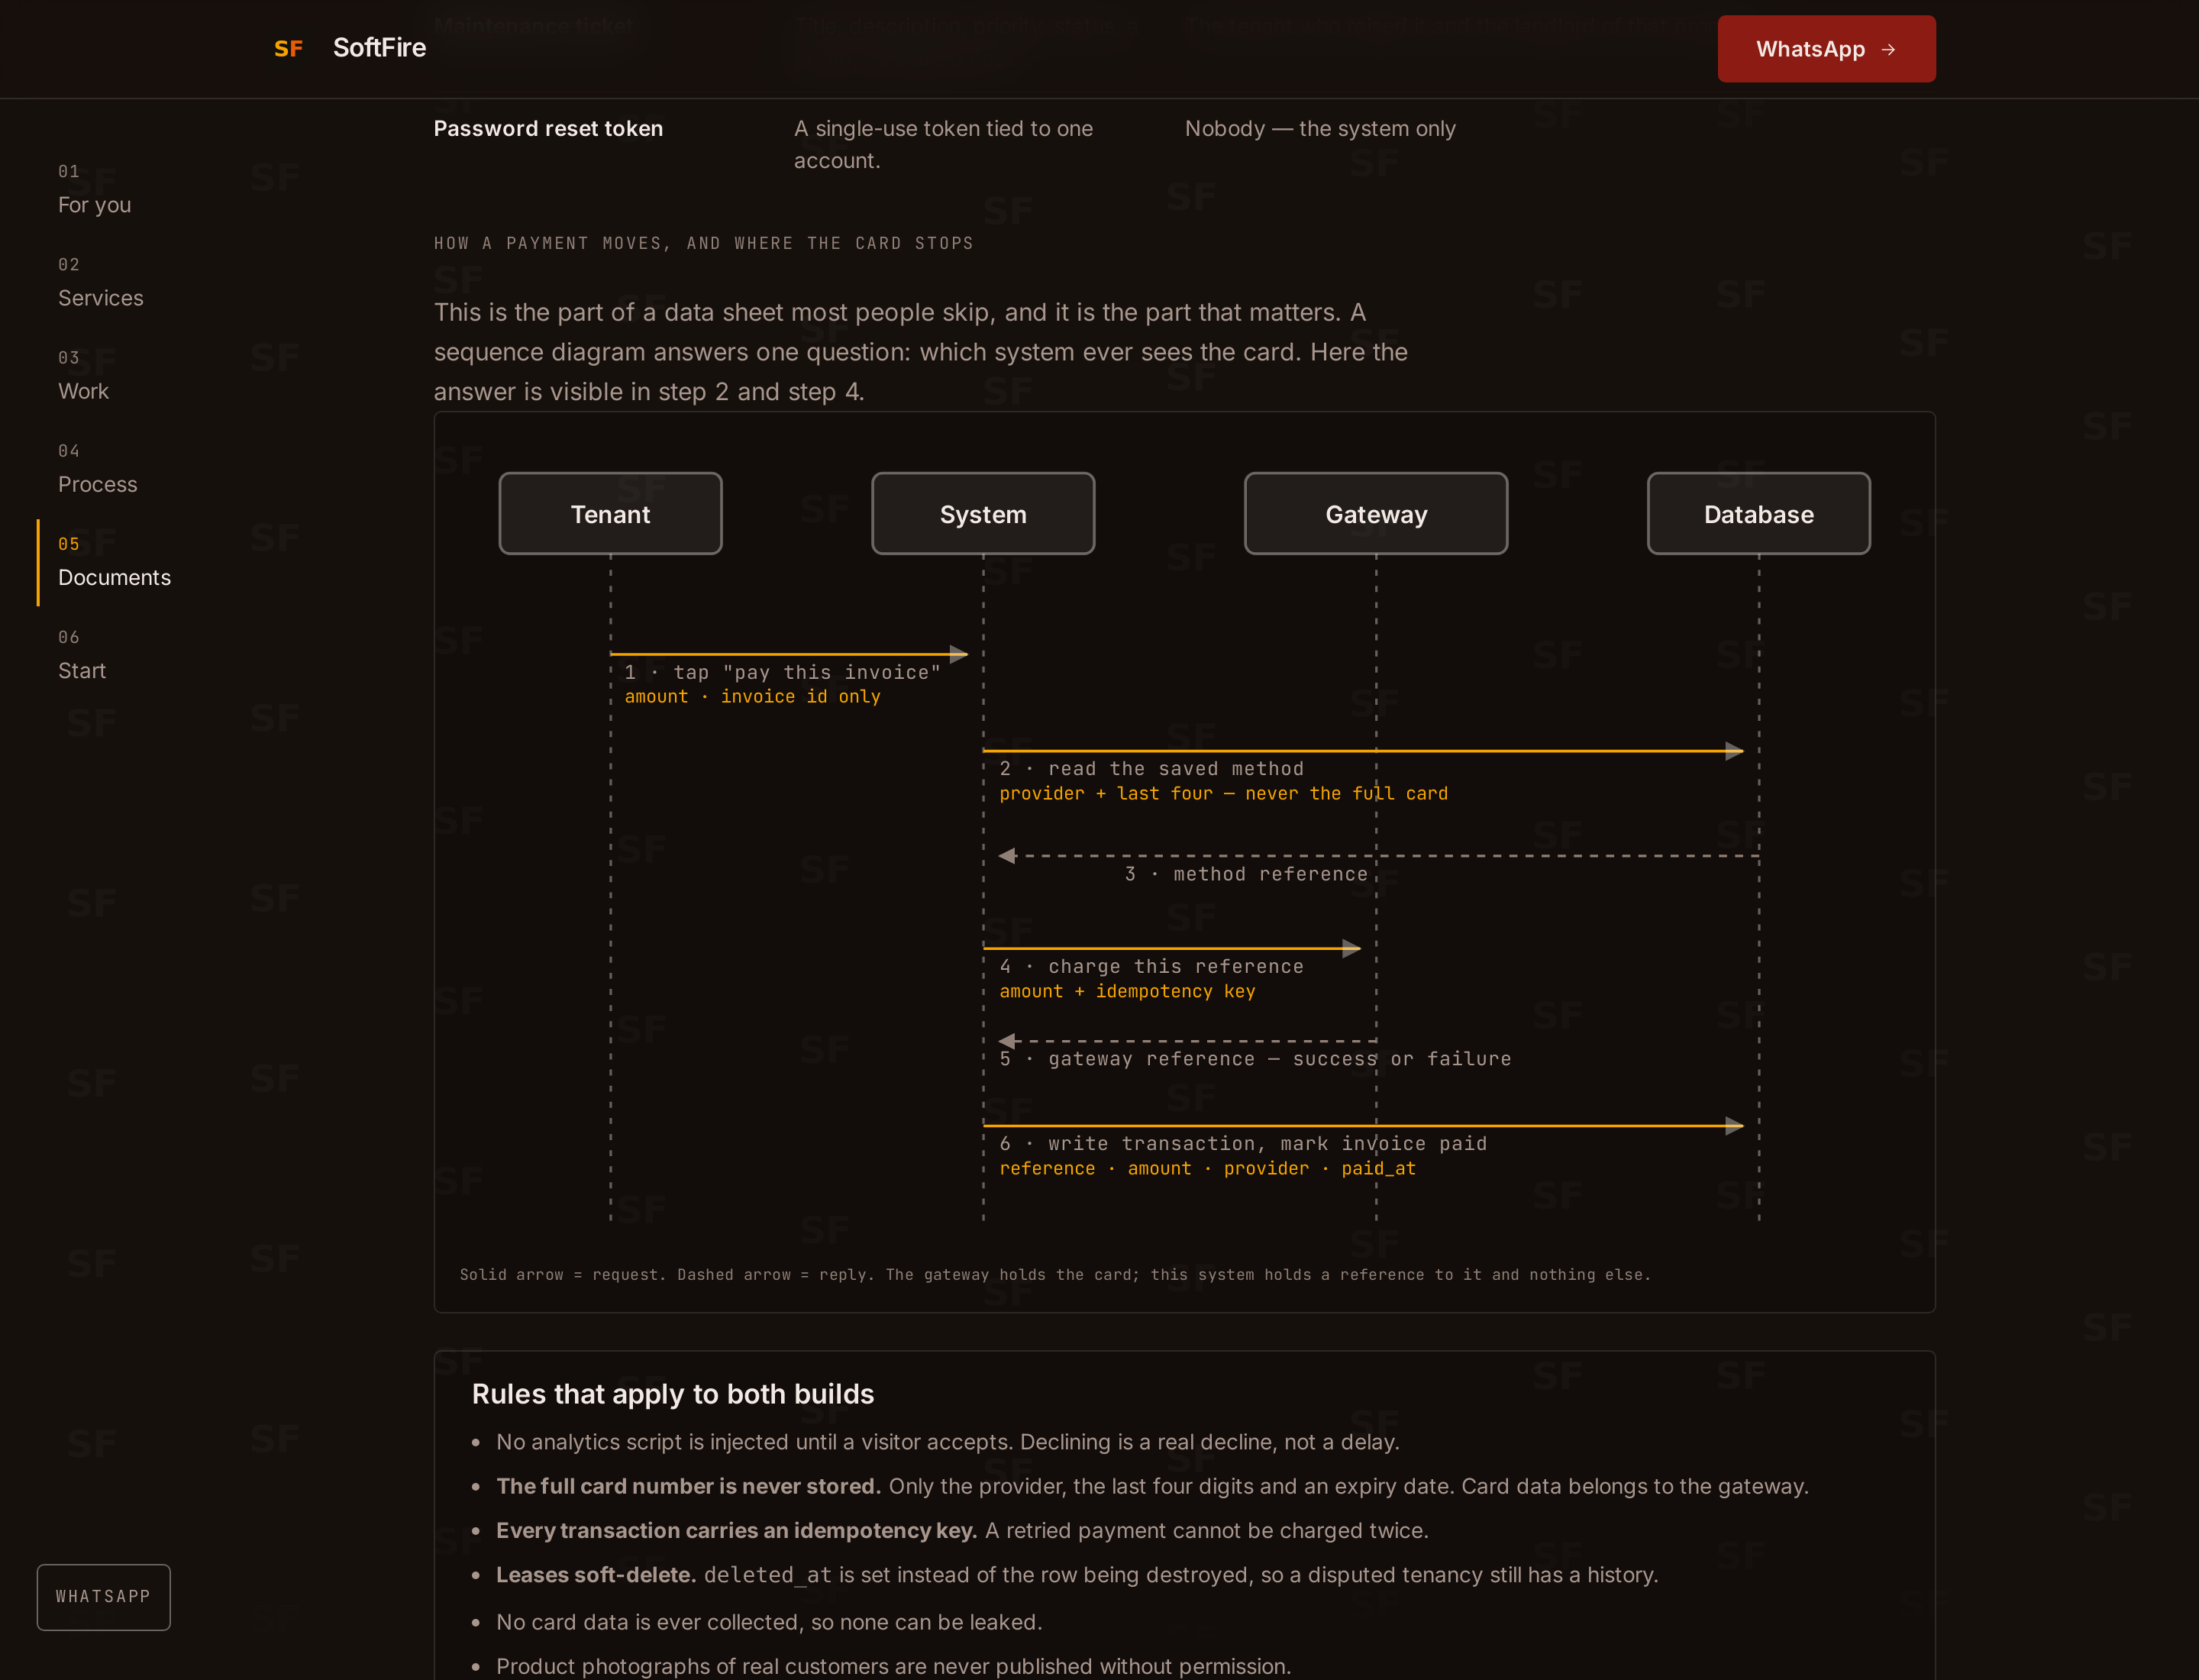 SF SoftFire
WhatsApp →
Maintenance ticket
01
For you
02
Services
03
Work
04
Process
05
Documents
06
Start
WHATSAPP
Password reset token
A single-use token tied to one
account.
Nobody — the system only
HOW A PAYMENT MOVES, AND WHERE THE CARD STOPS
This is the part of a data sheet most people skip, and it is the part that matters. A
sequence diagram answers one question: which system ever sees the card. Here the
answer is visible in step 2 and step 4.
Tenant
System
Gateway
Database
1 · tap "pay this invoice"
amount · invoice id only
2 · read the saved method
provider + last four — never the full card
3 · method reference
4 · charge this reference
amount + idempotency key
5 · gateway reference — success or failure
6 · write transaction, mark invoice paid
reference · amount · provider · paid_at
Solid arrow = request. Dashed arrow = reply. The gateway holds the card; this system holds a reference to it and nothing else.
Rules that apply to both builds
• No analytics script is injected until a visitor accepts. Declining is a real decline, not a delay.
• The full card number is never stored. Only the provider, the last four digits and an expiry date. Card data belongs to the gateway.
• Every transaction carries an idempotency key. A retried payment cannot be charged twice.
• Leases soft-delete. deleted_at is set instead of the row being destroyed, so a disputed tenancy still has a history.
• No card data is ever collected, so none can be leaked.
• Product photographs of real customers are never published without permission.